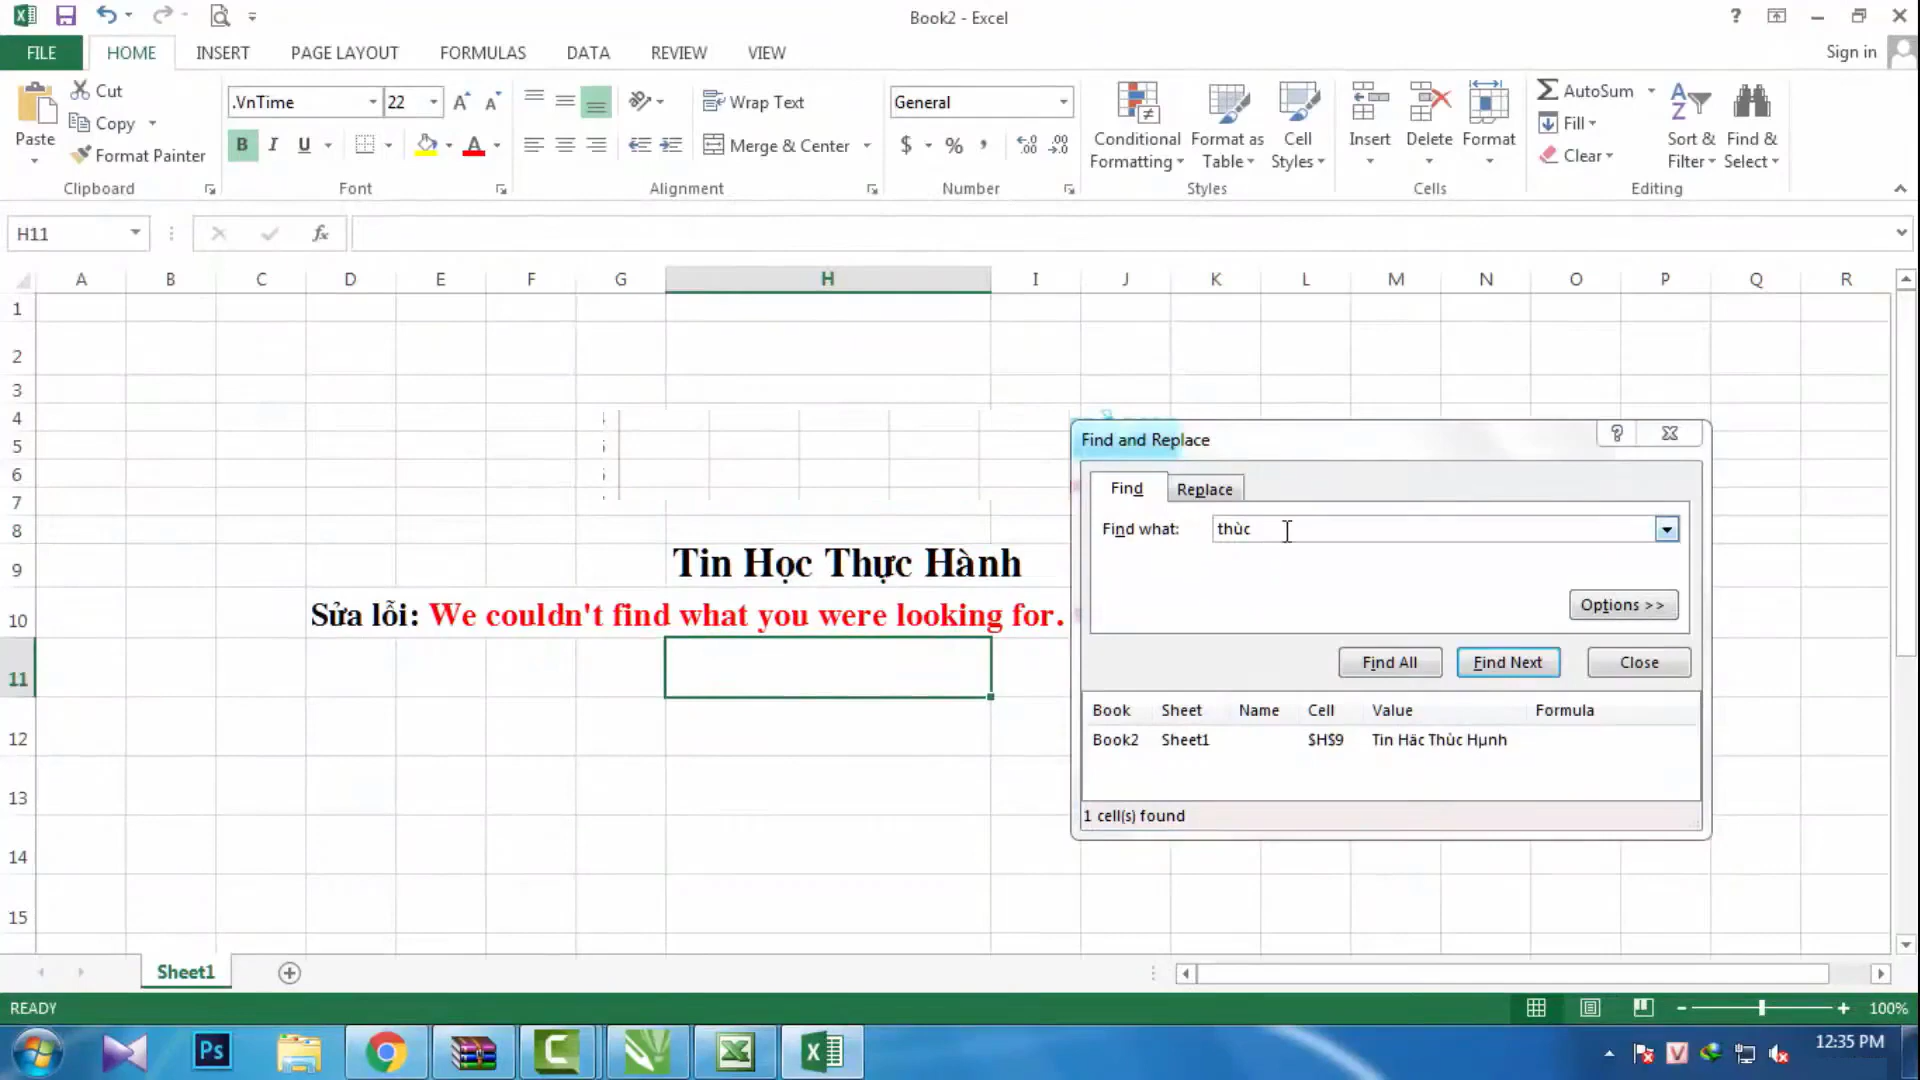 Book2 - Excel
FILE HOME INSERT PAGE LAYOUT FORMULAS DATA REVIEW VIEW Sign in
Cut
Copy
Format Painter
Paste
Clipboard
.VnTime 22
B I U
Font
Wrap Text
Merge & Center
Alignment
General
$ % ,
Number
Conditional Formatting
Format as Table
Cell Styles
Styles
Insert Delete Format
Cells
AutoSum
Fill
Clear
Sort & Filter
Find & Select
Editing
H11 fx
A B C D E F G H I J K L M N O P Q R
1
2
3
4
5
6
7
8
9 Tin Học Thực Hành
10 Sửa lỗi: We couldn't find what you were looking for.
11
12
13
14
15
Find and Replace
Find Replace
Find what: thùc
Options >>
Find All Find Next Close
Book Sheet Name Cell Value Formula
Book2 Sheet1 $H$9 Tin Häc Thùc Hµnh
1 cell(s) found
Sheet1
READY 100%
Ps
12:35 PM